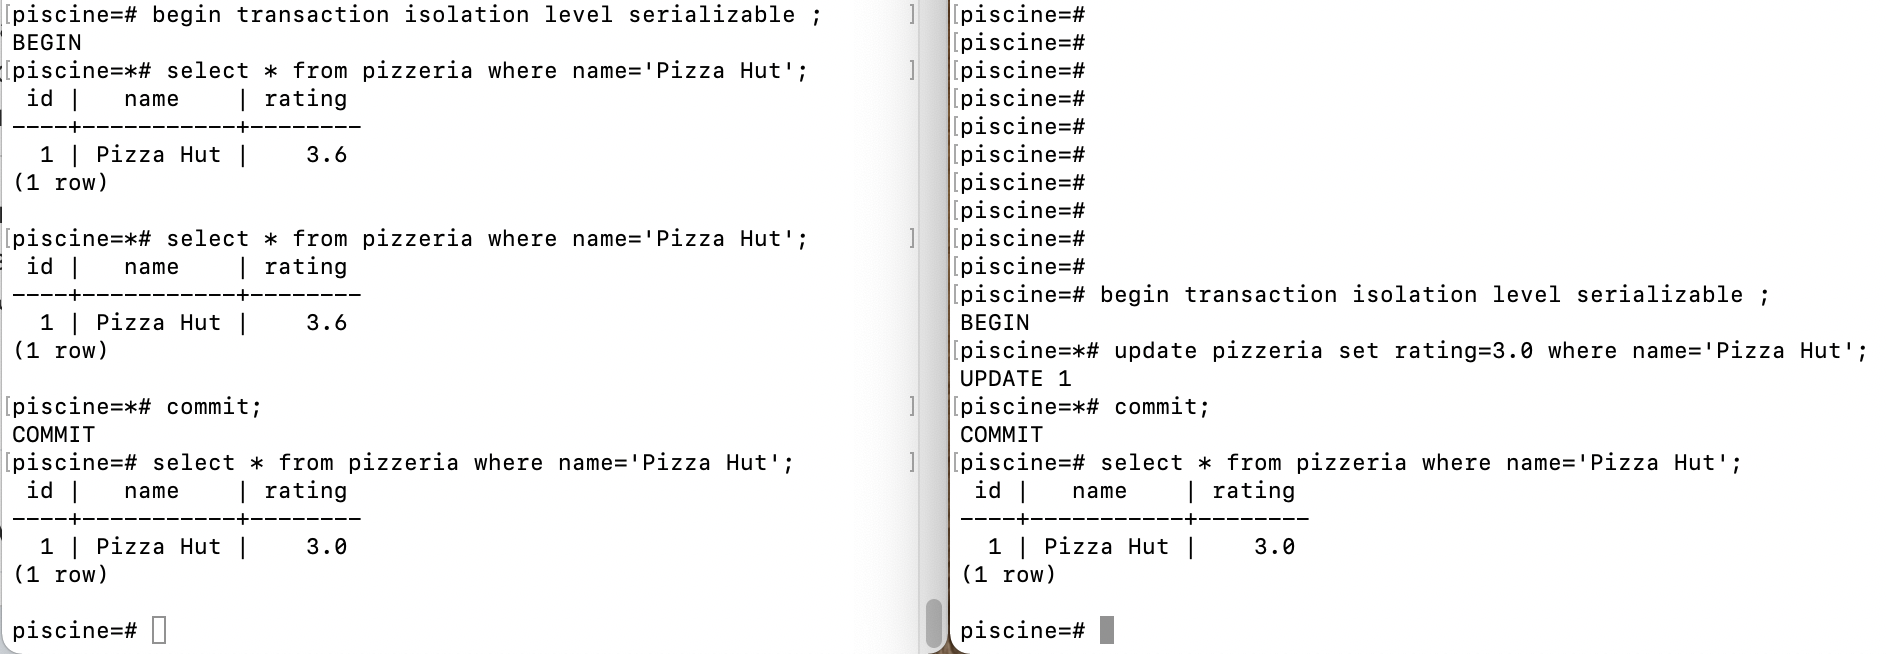 piscine=# begin transaction isolation level serializable ;
BEGIN
piscine=*# select * from pizzeria where name='Pizza Hut';
 id |   name    | rating
----+-----------+--------
  1 | Pizza Hut |    3.6
(1 row)
piscine=*# select * from pizzeria where name='Pizza Hut';
 id |   name    | rating
----+-----------+--------
  1 | Pizza Hut |    3.6
(1 row)
piscine=*# commit;
COMMIT
piscine=# select * from pizzeria where name='Pizza Hut';
 id |   name    | rating
----+-----------+--------
  1 | Pizza Hut |    3.0
(1 row)
piscine=#
piscine=#
piscine=#
piscine=#
piscine=#
piscine=#
piscine=#
piscine=#
piscine=#
piscine=#
piscine=#
piscine=# begin transaction isolation level serializable ;
BEGIN
piscine=*# update pizzeria set rating=3.0 where name='Pizza Hut';
UPDATE 1
piscine=*# commit;
COMMIT
piscine=# select * from pizzeria where name='Pizza Hut';
 id |   name    | rating
----+-----------+--------
  1 | Pizza Hut |    3.0
(1 row)
piscine=#